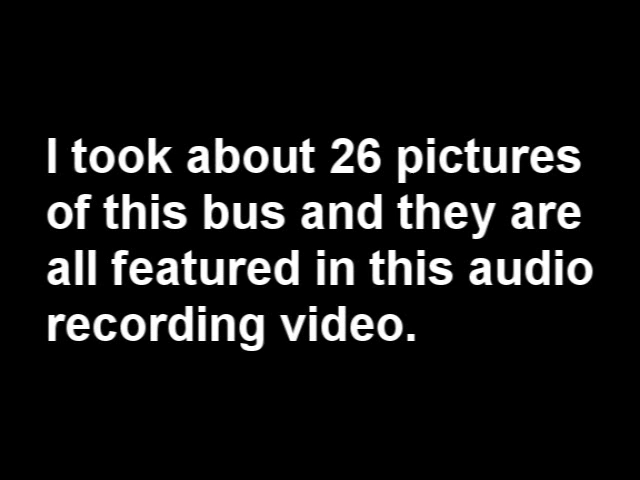 I took about 26 pictures
of this bus and they are
all featured in this audio
recording video.